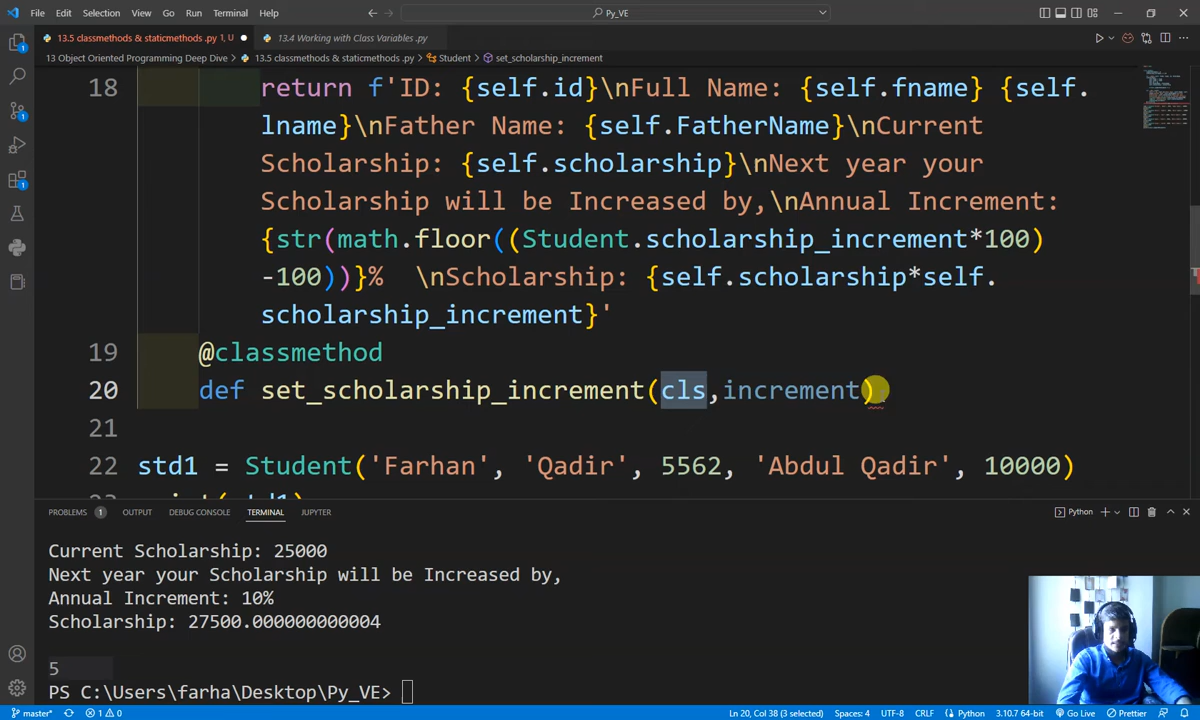 File Edit Selection View Go Run Terminal Help
Py_VE
13.5 classmethods & staticmethods .py 1, U
13.4 Working with Class Variables .py
13 Object Oriented Programming Deep Dive > 13.5 classmethods & staticmethods .py > Student > set_scholarship_increment
18 return f'ID: {self.id}\nFull Name: {self.fname} {self.
lname}\nFather Name: {self.FatherName}\nCurrent
Scholarship: {self.scholarship}\nNext year your
Scholarship will be Increased by,\nAnnual Increment:
{str(math.floor((Student.scholarship_increment*100)
-100))}% \nScholarship: {self.scholarship*self.
scholarship_increment}'
19 @classmethod
20 def set_scholarship_increment(cls,increment)
21
22 std1 = Student('Farhan', 'Qadir', 5562, 'Abdul Qadir', 10000)
23 print(std1)
PROBLEMS 1 OUTPUT DEBUG CONSOLE TERMINAL JUPYTER
Python
Current Scholarship: 25000
Next year your Scholarship will be Increased by,
Annual Increment: 10%
Scholarship: 27500.000000000004
5
PS C:\Users\farha\Desktop\Py_VE>
master* 1 0 Ln 20, Col 38 (3 selected) Spaces: 4 UTF-8 CRLF Python 3.10.7 64-bit Go Live Prettier